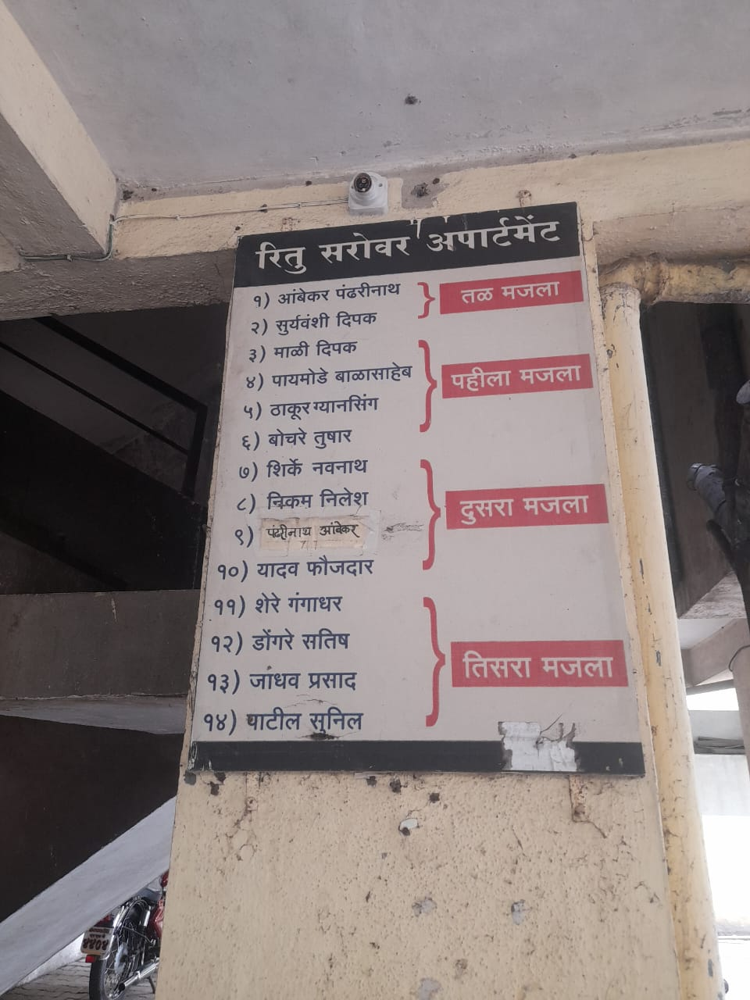 रितु सरोवर अपार्टमेंट
१) आंबेकर पंढरीनाथ
तळ मजला
२) सुर्यवंशी दिपक
३) माळी दिपक
४) पायमोडे बाळासाहेब
पहीला मजला
५) ठाकूर ग्यानसिंग
६) बोचरे तुषार
७) शिर्के नवनाथ
८) निकम निलेश
दुसरा मजला
९) पंढरीनाथ आंबेकर
१०) यादव फौजदार
११) शेरे गंगाधर
१२) डोंगरे सतिष
तिसरा मजला
१३) जाधव प्रसाद
१४) पाटील सुनिल